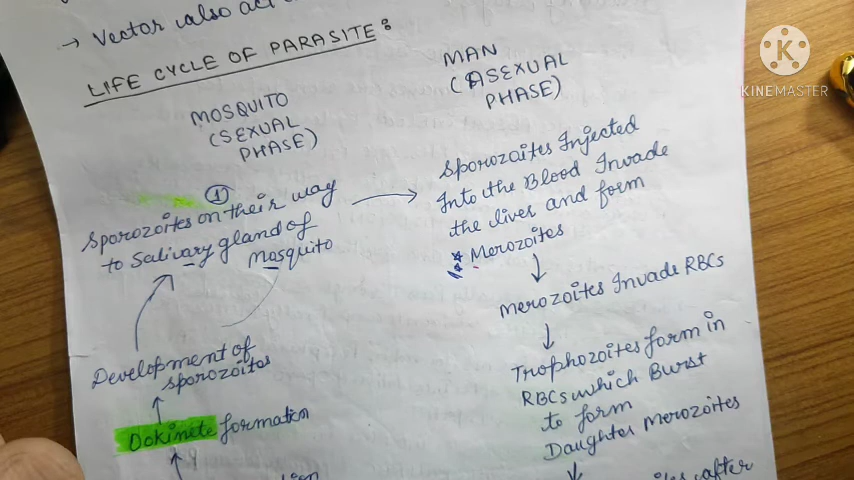 → Vector also act
LIFE CYCLE OF PARASITE:
MOSQUITO
(SEXUAL
PHASE)
MAN
(ASEXUAL
PHASE)
①
Sporozoites on their way
to Salivary gland of
mosquito
Development of
sporozoites
Ookinete formation
Sporozoites Injected
Into the Blood Invade
the liver and form
* Merozoites
*
↓
Merozoites Invade RBCs
↓
Trophozoites form in
RBCs which Burst
to form
Daughter Merozoites
↓
after
K
KINEMASTER